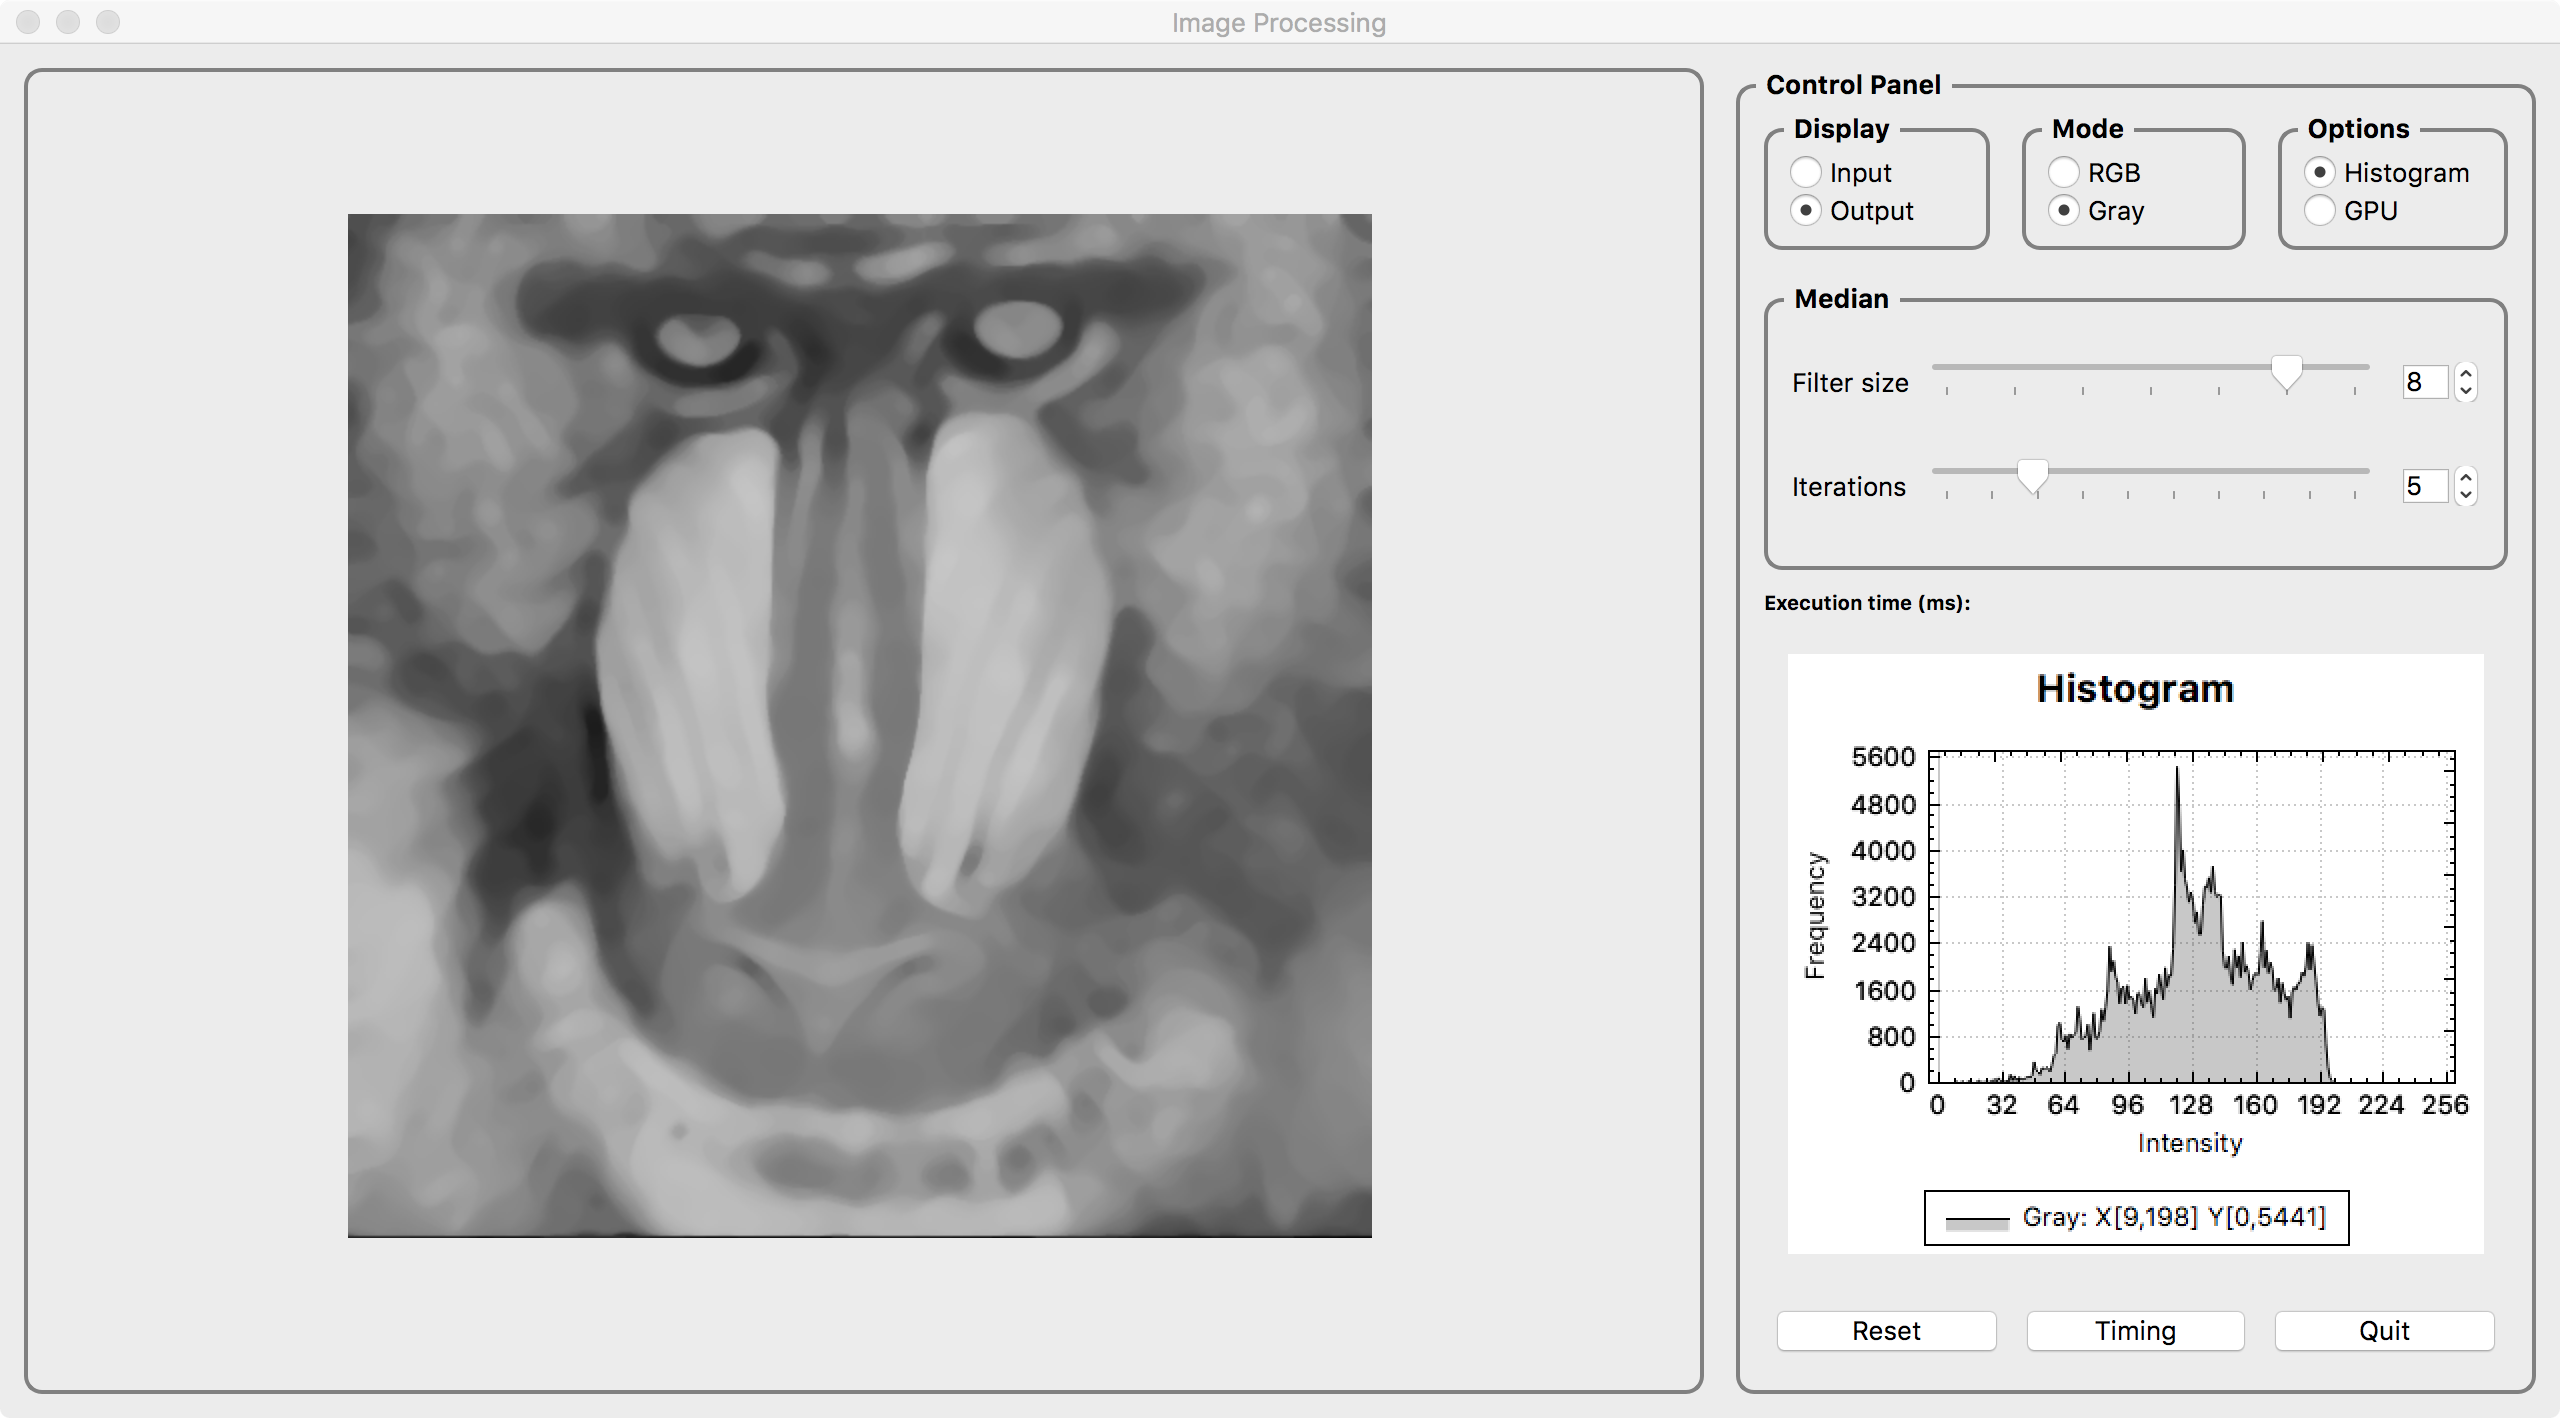 Image Processing
Control Panel
Display Mode Options
Input RGB Histogram
Output Gray GPU
Median
Filter size 8
Iterations 5
Execution time (ms):
Histogram
5600
4800
4000
3200
2400
1600
800
0
Frequency
0 32 64 96 128 160 192 224 256
Intensity
Gray: X[9,198] Y[0,5441]
Reset Timing Quit